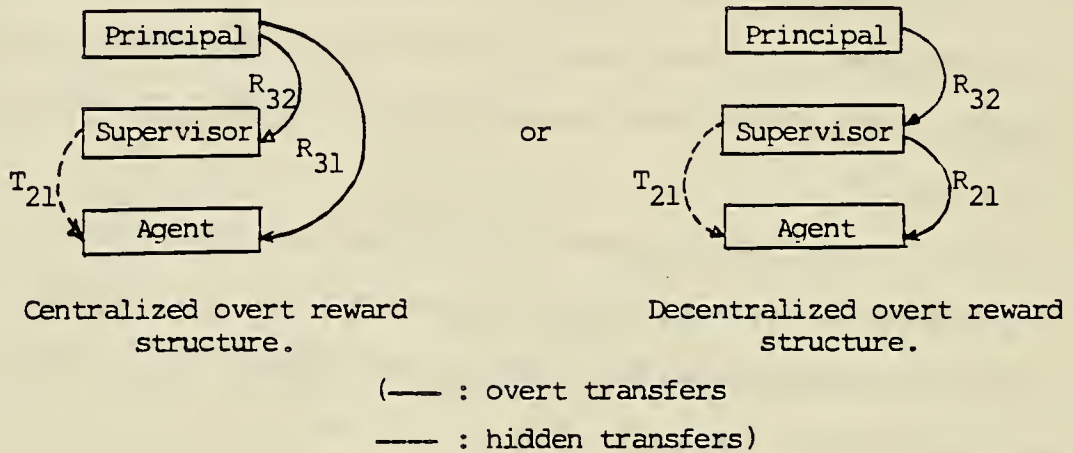 Principal
R32
Supervisor
R31
T21
Agent
Centralized overt reward
structure.
or
Principal
R32
Supervisor
T21
R21
Agent
Decentralized overt reward
structure.
(— : overt transfers
---- : hidden transfers)